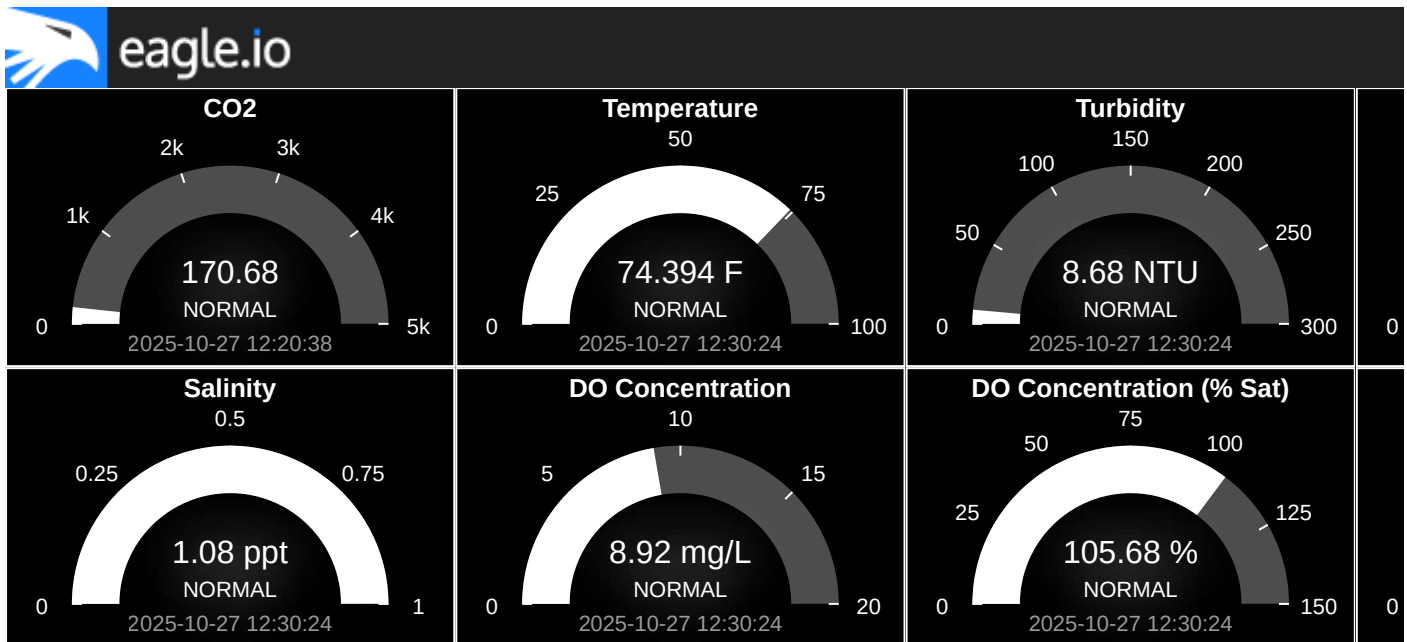 eagle.io
CO2
2k 3k
1k 4k
170.68
NORMAL
0 5k
2025-10-27 12:20:38
Temperature
50
25 75
74.394 F
NORMAL
0 100
2025-10-27 12:30:24
Turbidity
150
100 200
50 250
8.68 NTU
NORMAL
0 300
2025-10-27 12:30:24
0
Salinity
0.5
0.25 0.75
1.08 ppt
NORMAL
0 1
2025-10-27 12:30:24
DO Concentration
10
5 15
8.92 mg/L
NORMAL
0 20
2025-10-27 12:30:24
DO Concentration (% Sat)
75
50 100
25 125
105.68 %
NORMAL
0 150
2025-10-27 12:30:24
0